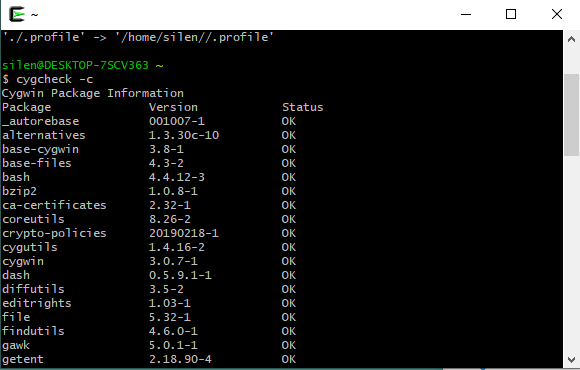 ~
'./.profile' -> '/home/silen//.profile'
silen@DESKTOP-7SCV363 ~
$ cygcheck -c
Cygwin Package Information
Package Version Status
_autorebase 001007-1 OK
alternatives 1.3.30c-10 OK
base-cygwin 3.8-1 OK
base-files 4.3-2 OK
bash 4.4.12-3 OK
bzip2 1.0.8-1 OK
ca-certificates 2.32-1 OK
coreutils 8.26-2 OK
crypto-policies 20190218-1 OK
cygutils 1.4.16-2 OK
cygwin 3.0.7-1 OK
dash 0.5.9.1-1 OK
diffutils 3.5-2 OK
editrights 1.03-1 OK
file 5.32-1 OK
findutils 4.6.0-1 OK
gawk 5.0.1-1 OK
getent 2.18.90-4 OK